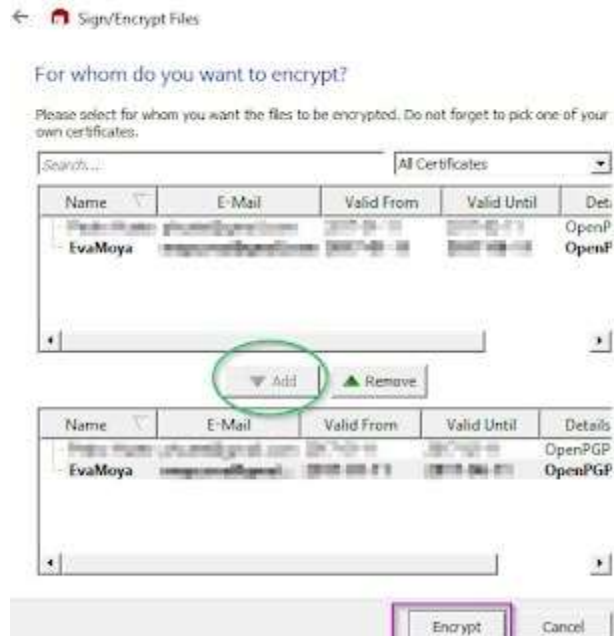 Sign/Encrypt Files
For whom do you want to encrypt?
Please select for whom you want the files to be encrypted. Do not forget to pick one of your
own certificates.
Search... All Certificates
Name E-Mail Valid From Valid Until Det
OpenP
EvaMoya OpenP
Add Remove
Name E-Mail Valid From Valid Until Details
OpenPGP
EvaMoya OpenPGP
Encrypt Cancel